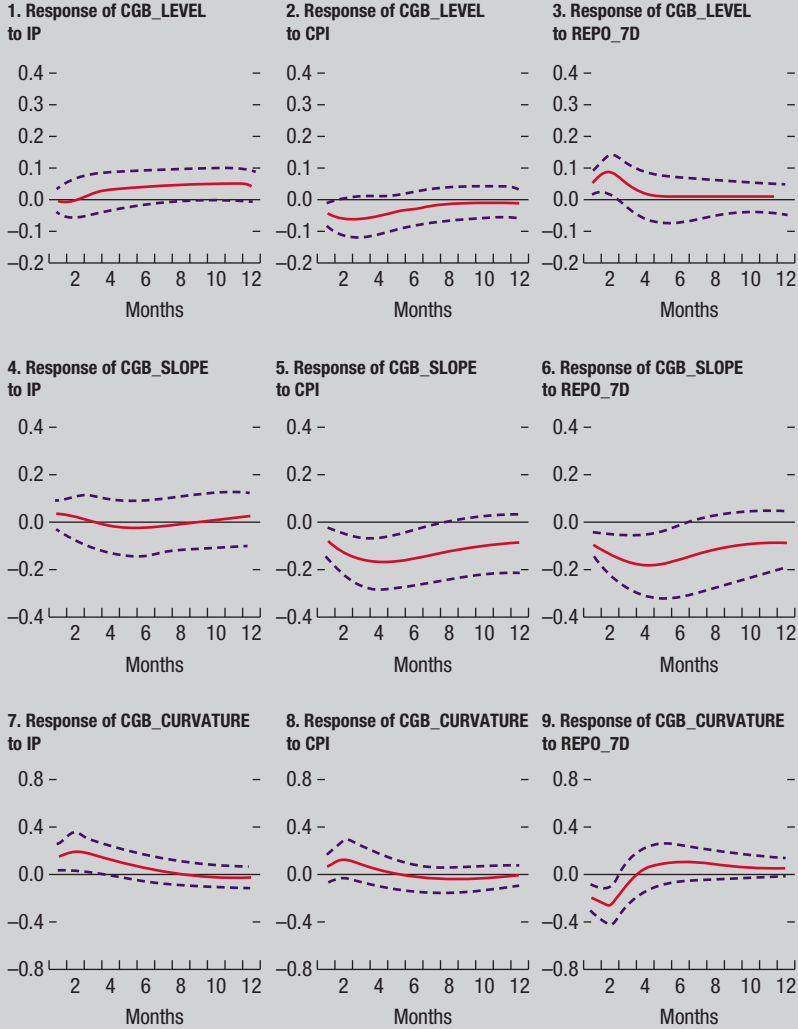 1. Response of CGB_LEVEL
to IP
0.4
0.3
0.2
0.1
0.0
–0.1
–0.2
2 4 6 8 10 12
Months
2. Response of CGB_LEVEL
to CPI
2 4 6 8 10 12
Months
3. Response of CGB_LEVEL
to REPO_7D
0.4
0.3
0.2
0.1
0.0
–0.1
–0.2
0.4
0.3
0.2
0.1
0.0
–0.1
–0.2
2 4 6 8 10 12
Months
4. Response of CGB_SLOPE
to IP
0.4
0.2
0.0
–0.2
–0.4
2 4 6 8 10 12
Months
5. Response of CGB_SLOPE
to CPI
0.4
0.2
0.0
–0.2
–0.4
2 4 6 8 10 12
Months
6. Response of CGB_SLOPE
to REPO_7D
0.4
0.2
0.0
–0.2
–0.4
2 4 6 8 10 12
Months
7. Response of CGB_CURVATURE
to IP
0.8
0.4
0.0
–0.4
–0.8
2 4 6 8 10 12
Months
8. Response of CGB_CURVATURE
to CPI
0.8
0.4
0.0
–0.4
–0.8
2 4 6 8 10 12
Months
9. Response of CGB_CURVATURE
to REPO_7D
0.8
0.4
0.0
–0.4
–0.8
2 4 6 8 10 12
Months